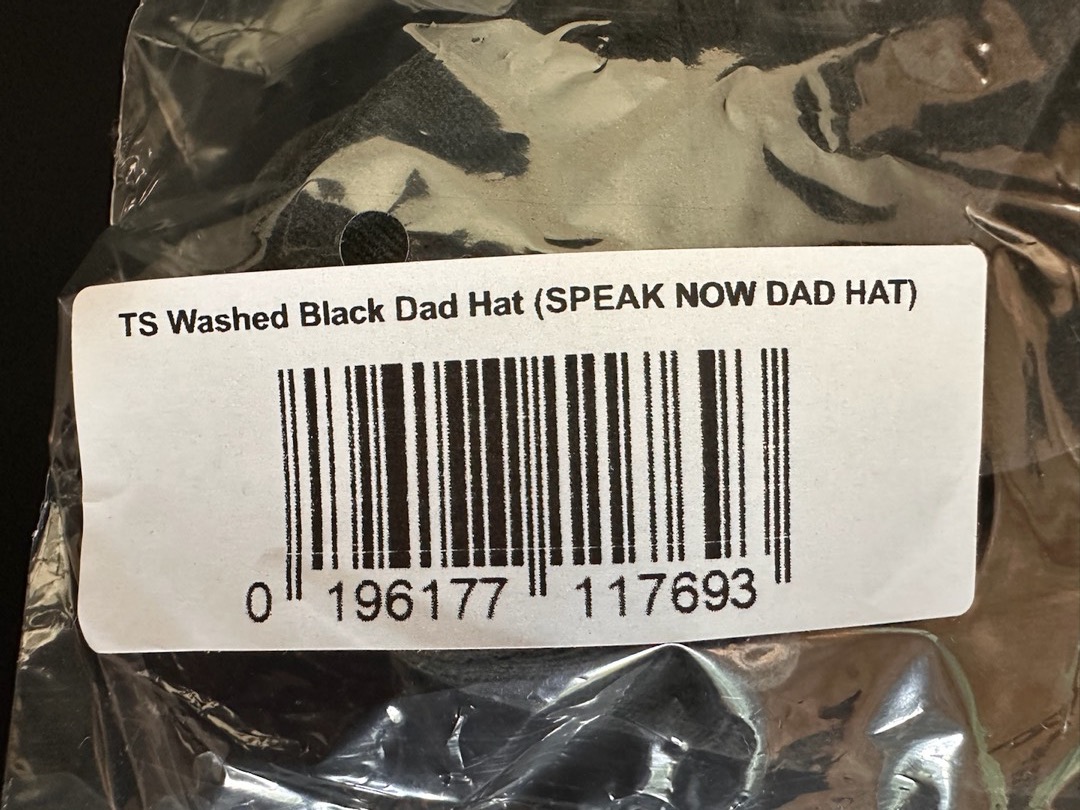 TS Washed Black Dad Hat (SPEAK NOW DAD HAT)
0 196177 117693